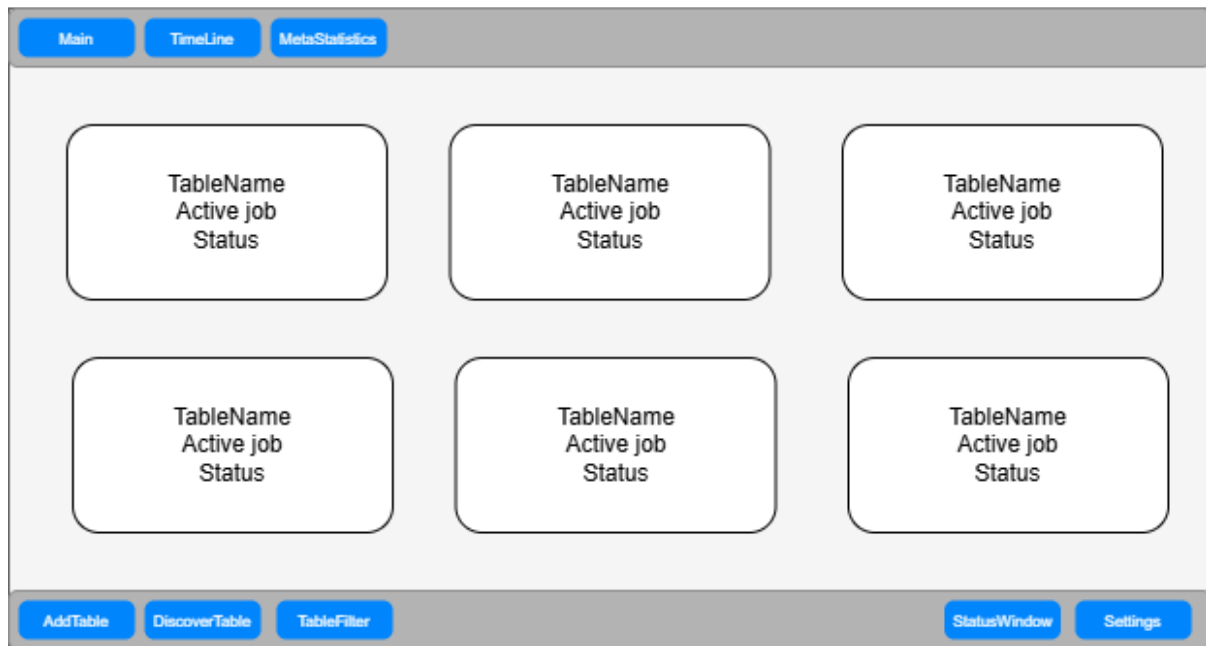 Main
TimeLine
MetaStatistics
TableName
Active job
Status
TableName
Active job
Status
TableName
Active job
Status
TableName
Active job
Status
TableName
Active job
Status
TableName
Active job
Status
AddTable
DiscoverTable
TableFilter
StatusWindow
Settings